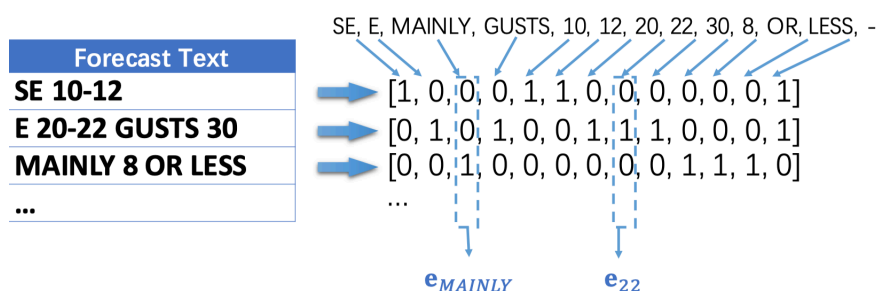 SE, E, MAINLY, GUSTS, 10, 12, 20, 22, 30, 8, OR, LESS, -
Forecast Text
SE 10-12
[1, 0, 0, 0, 1, 1, 0, 0, 0, 0, 0, 0, 1]
E 20-22 GUSTS 30
[0, 1, 0, 1, 0, 0, 1, 1, 1, 0, 0, 0, 1]
MAINLY 8 OR LESS
[0, 0, 1, 0, 0, 0, 0, 0, 0, 1, 1, 1, 0]
...
...
e_MAINLY e_22